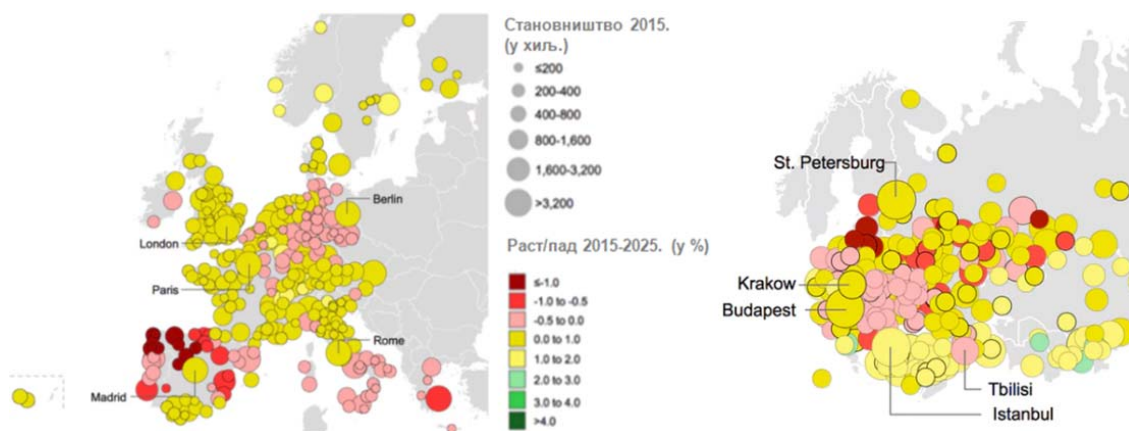 Становништво 2015.
(у хиљ.)
≤200
200-400
400-800
800-1,600
1,600-3,200
>3,200
Раст/пад 2015-2025. (у %)
≤-1.0
-1.0 to -0.5
-0.5 to 0.0
0.0 to 1.0
1.0 to 2.0
2.0 to 3.0
3.0 to 4.0
>4.0
Berlin
London
Paris
Rome
Madrid
St. Petersburg
Krakow
Budapest
Tbilisi
Istanbul